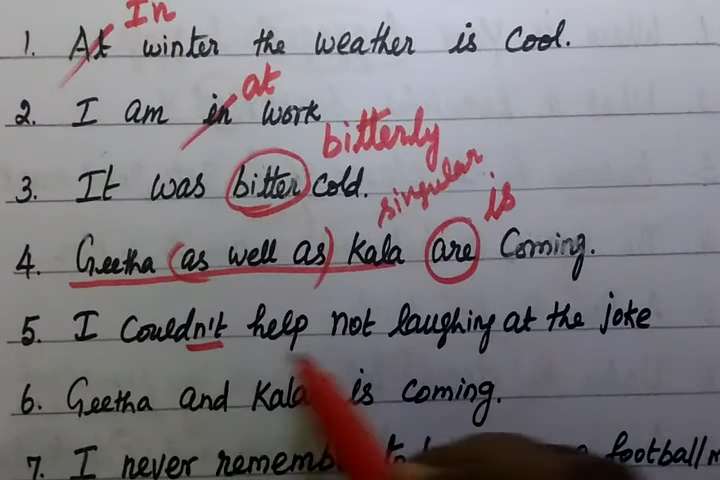 In
1. At winter the weather is cool.
at
2. I am in work
bitterly
3. It was bitter cold.
singular is
4. Geetha (as well as) Kala are coming.
5. I couldn't help not laughing at the joke
6. Geetha and Kala is coming.
7. I never football